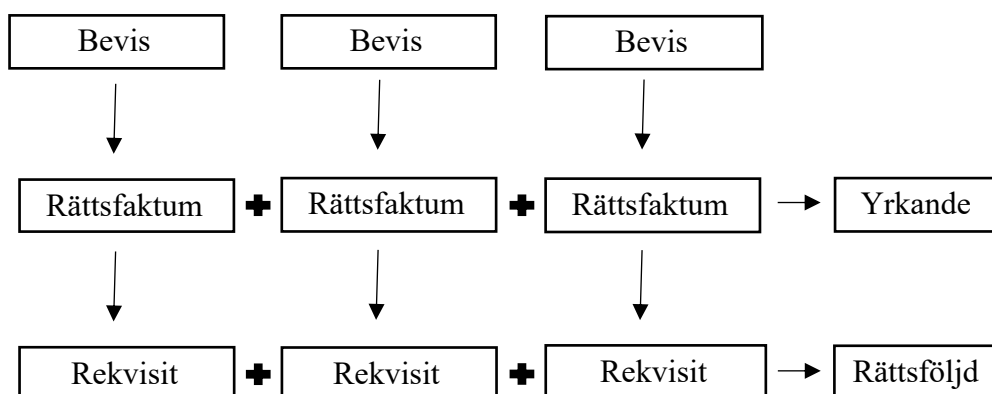 Bevis Bevis Bevis
Rättsfaktum + Rättsfaktum + Rättsfaktum Yrkande
Rekvisit + Rekvisit + Rekvisit Rättsföljd